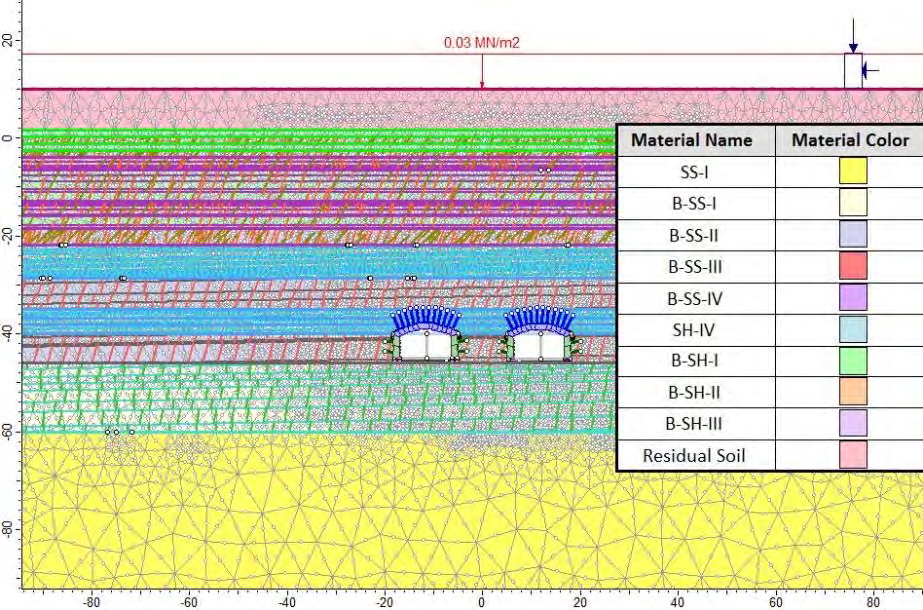 20
0.03 MN/m2
0
-20
-40
-60
-80
Material Name Material Color
SS-I
B-SS-I
B-SS-II
B-SS-III
B-SS-IV
SH-IV
B-SH-I
B-SH-II
B-SH-III
Residual Soil
-80 -60 -40 -20 0 20 40 60 80